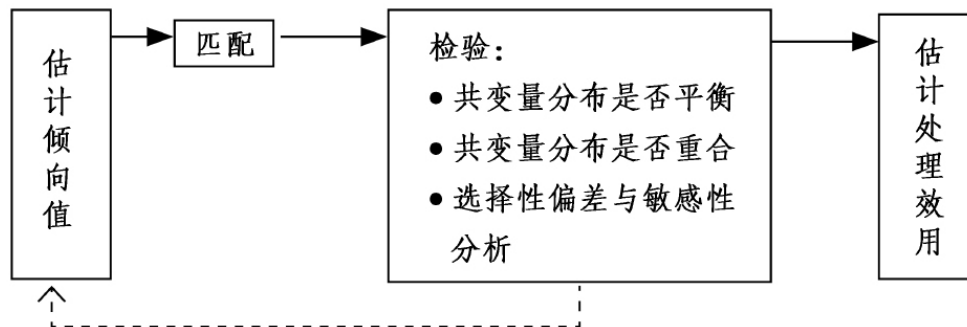 估计倾向值
匹配
检验：
• 共变量分布是否平衡
• 共变量分布是否重合
• 选择性偏差与敏感性
分析
估计处理效用